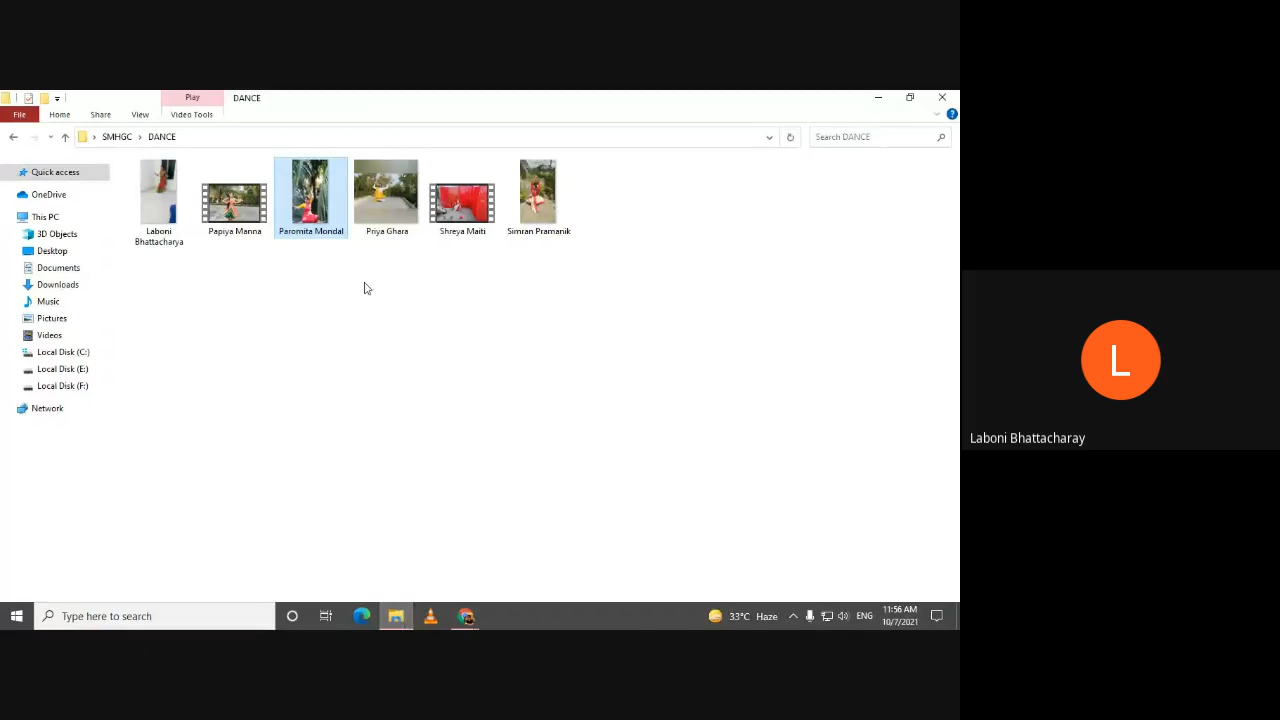 Play
DANCE
File
Home
Share
View
Video Tools
SMHGC
DANCE
Search DANCE
Quick access
OneDrive
This PC
3D Objects
Desktop
Documents
Downloads
Music
Pictures
Videos
Local Disk (C:)
Local Disk (E:)
Local Disk (F:)
Network
Laboni
Bhattacharya
Papiya Manna
Paromita Mondal
Priya Ghara
Shreya Maiti
Simran Pramanik
Type here to search
33°C Haze
ENG
11:56 AM
10/7/2021
L
Laboni Bhattacharay